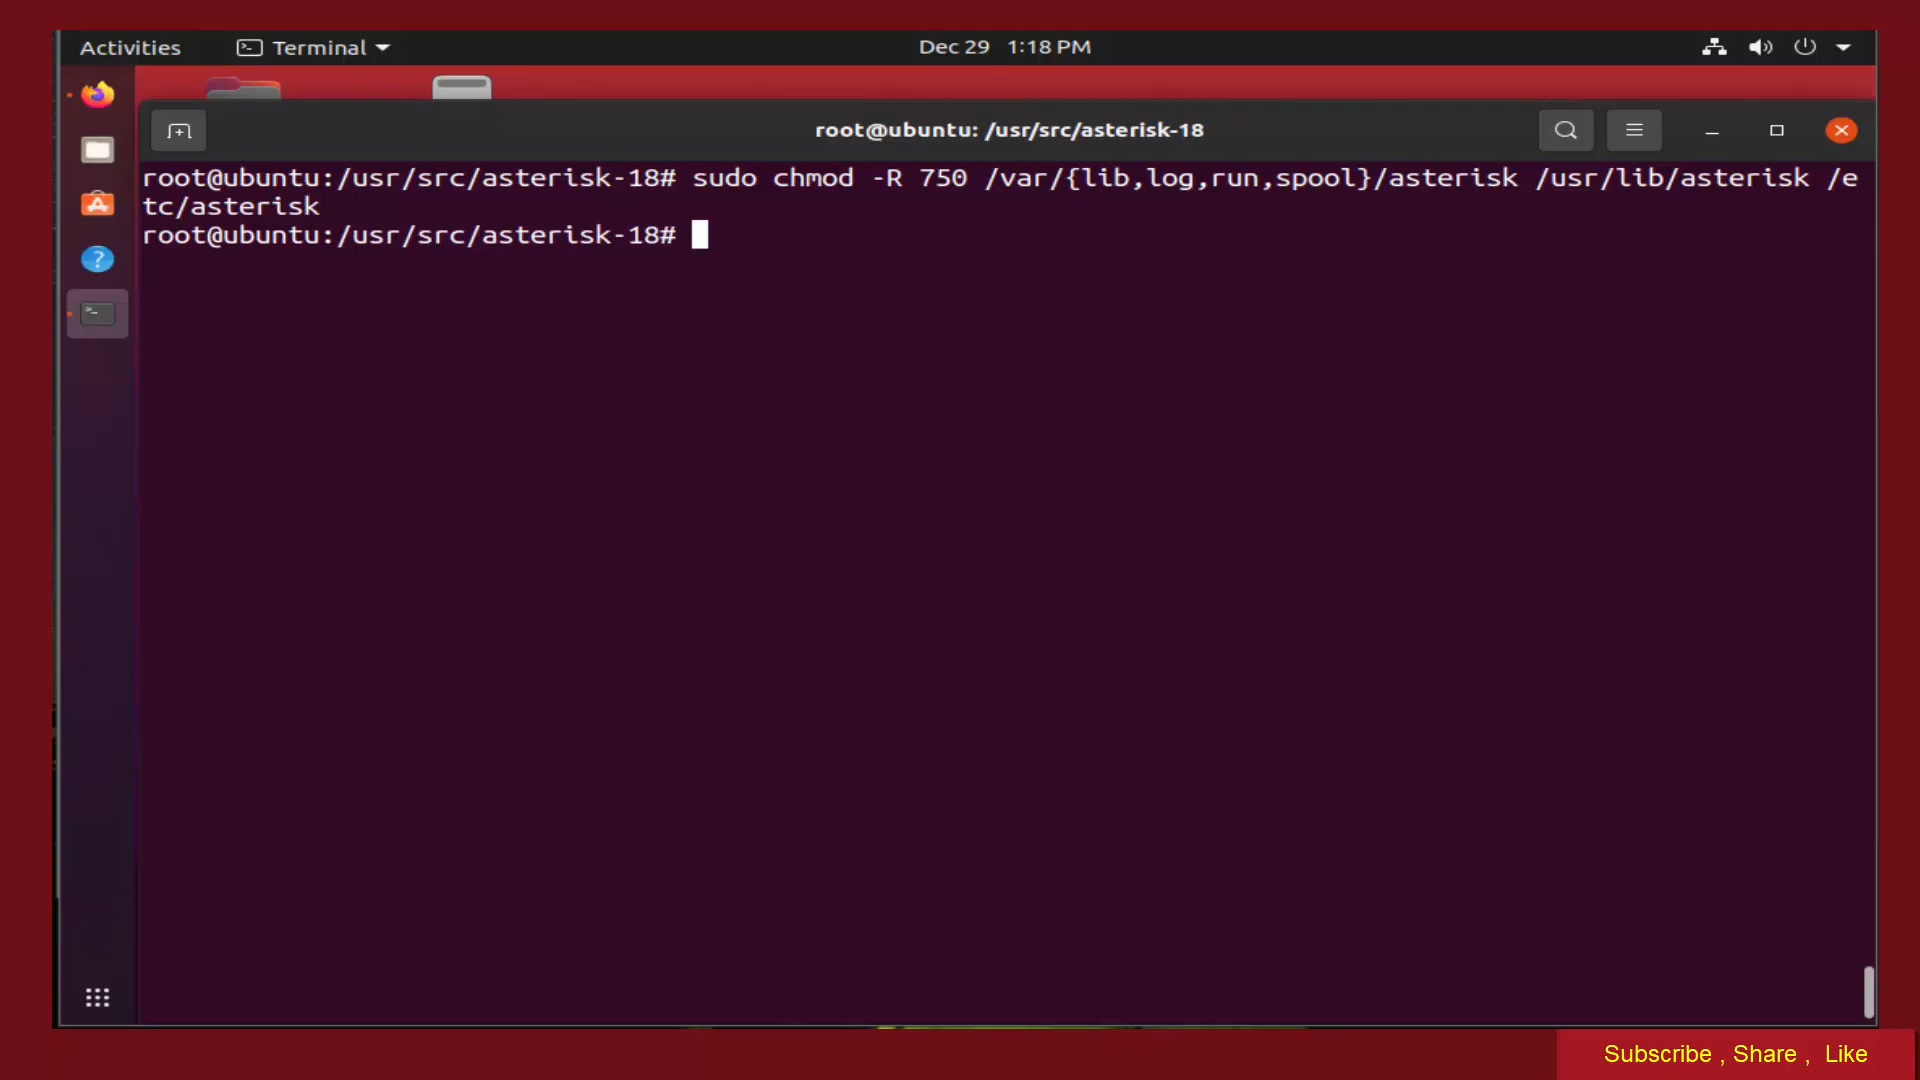 Activities Terminal Dec 29 1:18 PM
root@ubuntu: /usr/src/asterisk-18
root@ubuntu:/usr/src/asterisk-18# sudo chmod -R 750 /var/{lib,log,run,spool}/asterisk /usr/lib/asterisk /e
tc/asterisk
root@ubuntu:/usr/src/asterisk-18#
Subscribe , Share , Like